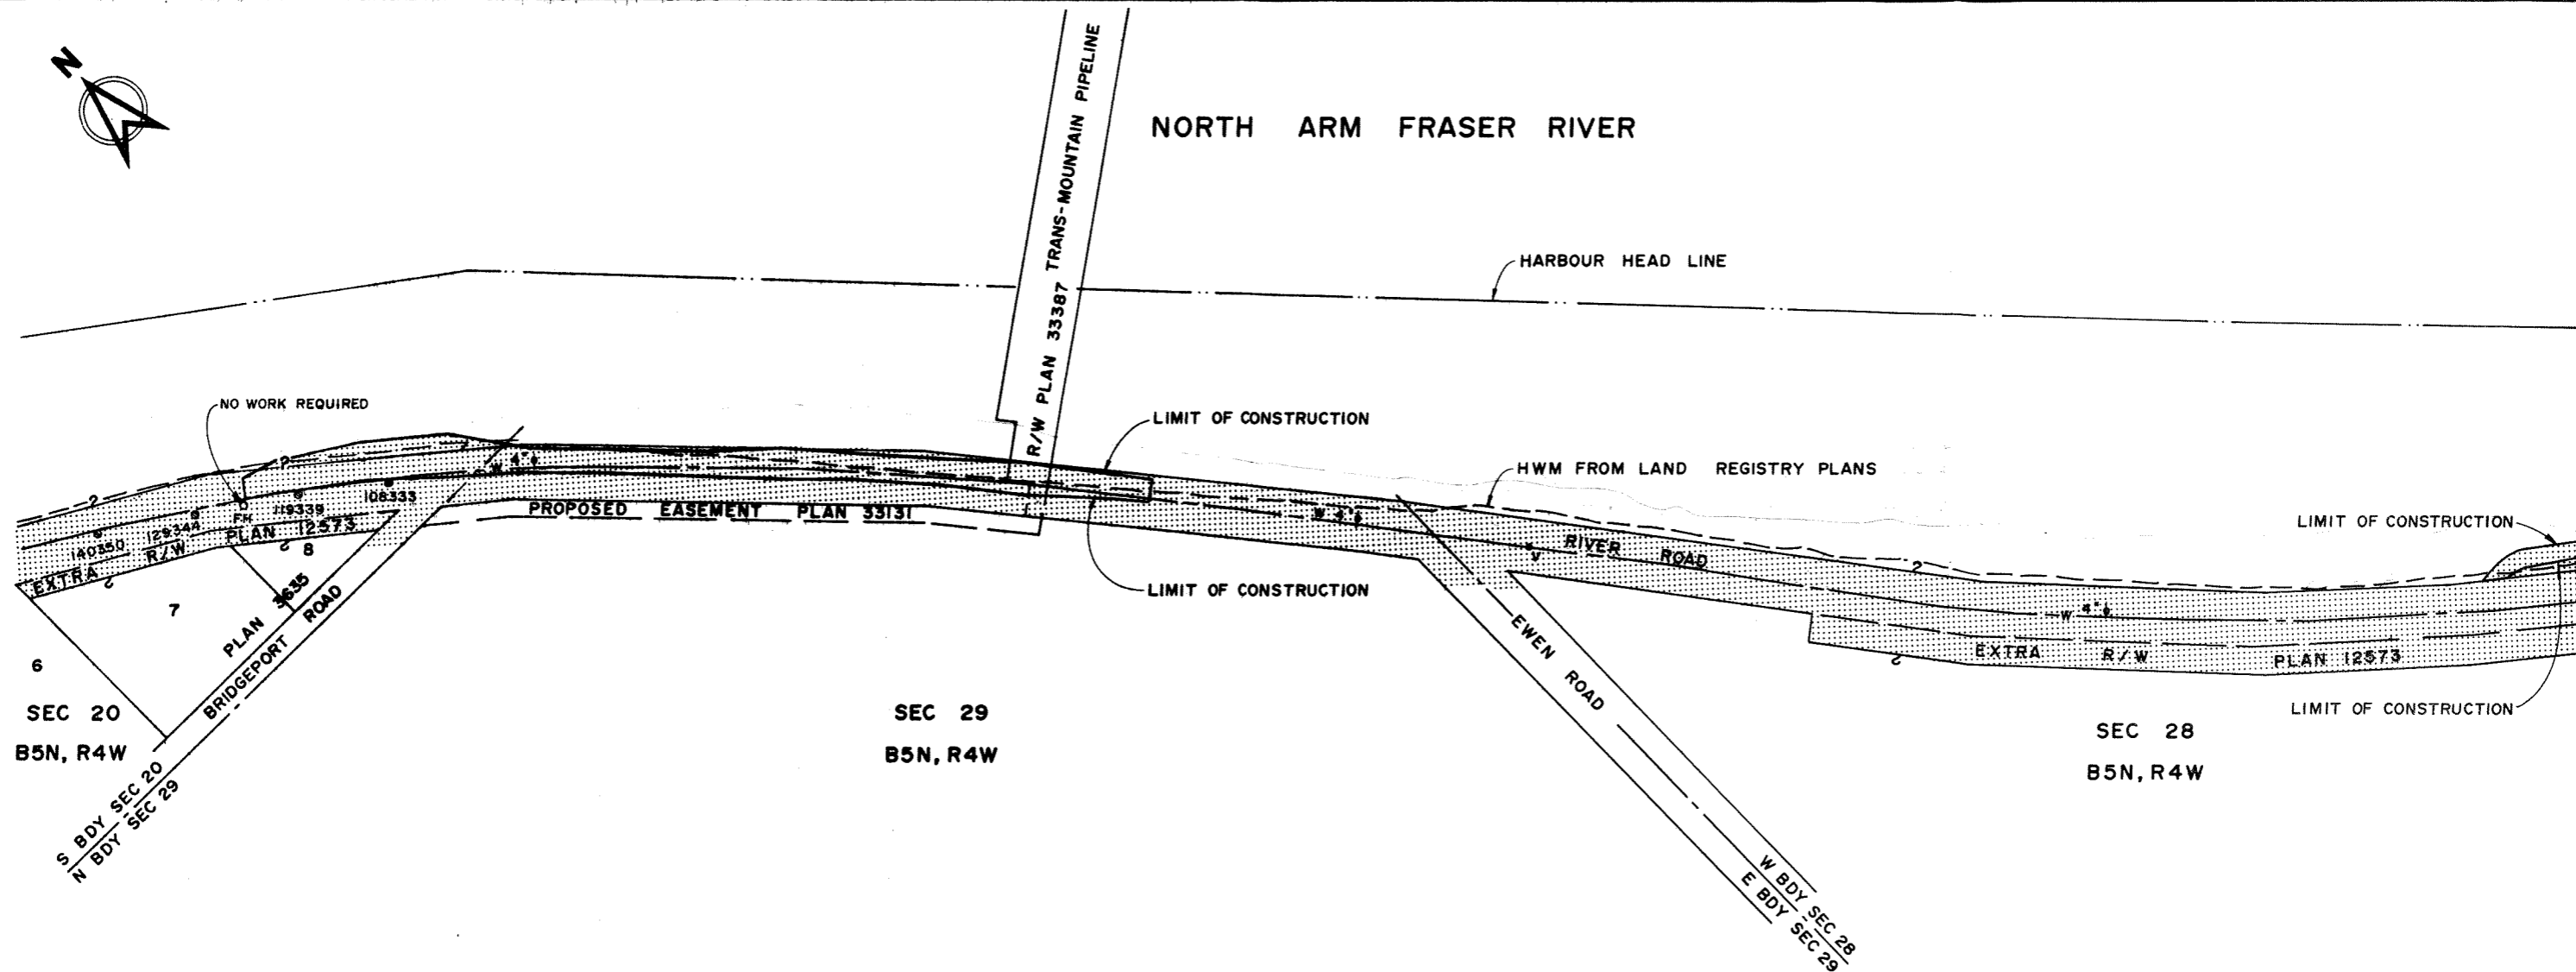 N
NORTH ARM FRASER RIVER
R/W PLAN 33387 TRANS-MOUNTAIN PIPELINE
HARBOUR HEAD LINE
NO WORK REQUIRED
LIMIT OF CONSTRUCTION
HWM FROM LAND REGISTRY PLANS
LIMIT OF CONSTRUCTION
W 4"φ
108333
119339
FH
129344
140350
EXTRA R/W PLAN 12573
PROPOSED EASEMENT PLAN 33131
W 4"φ
V
RIVER ROAD
LIMIT OF CONSTRUCTION
W 4"φ
EXTRA R/W PLAN 12573
LIMIT OF CONSTRUCTION
8
7
6
PLAN 3635
BRIDGEPORT ROAD
EWEN ROAD
SEC 20
B5N, R4W
SEC 29
B5N, R4W
SEC 28
B5N, R4W
S BDY SEC 20
N BDY SEC 29
W BDY SEC 28
E BDY SEC 29